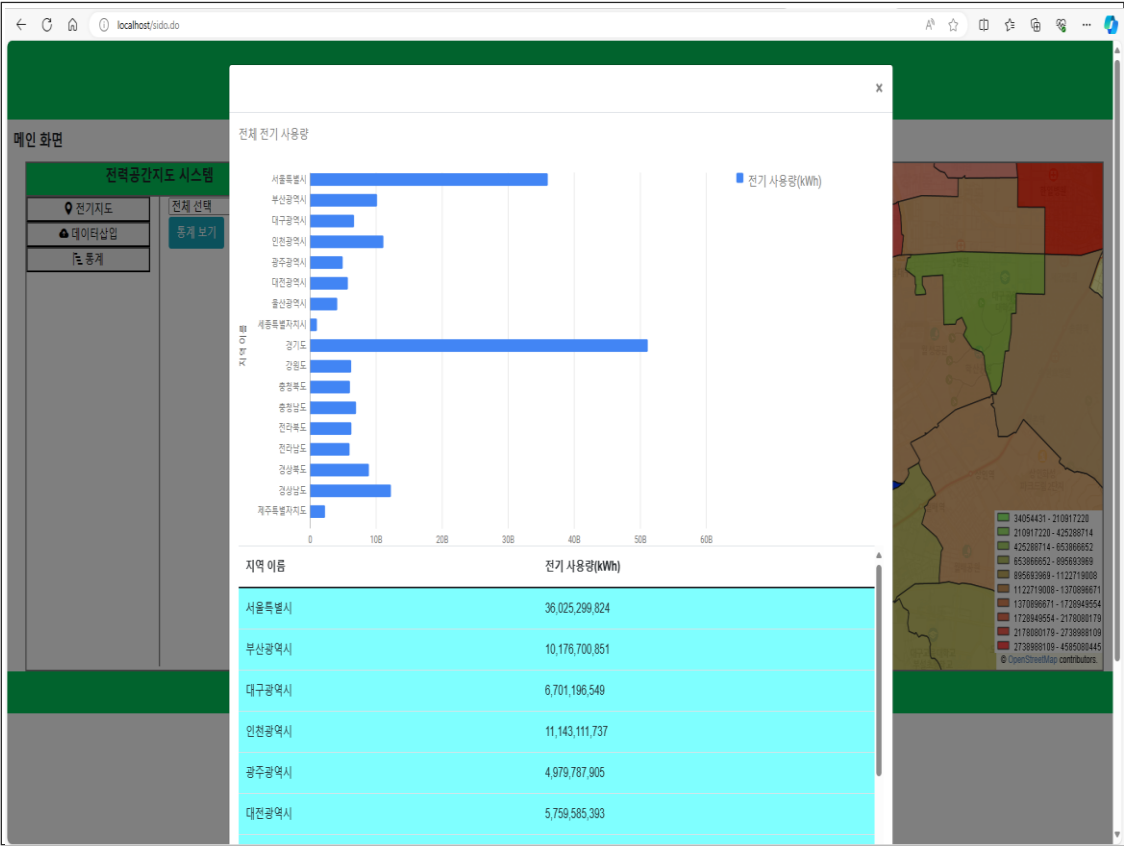 localhost/sido.do
메인 화면
전력공간지도 시스템
전기지도
데이터삽입
통계
전체 선택
통계 보기
x
전체 전기 사용량
전기 사용량(kWh)
지역 이름
서울특별시
부산광역시
대구광역시
인천광역시
광주광역시
대전광역시
울산광역시
세종특별자치시
경기도
강원도
충청북도
충청남도
전라북도
전라남도
경상북도
경상남도
제주특별자치도
0 10B 20B 30B 40B 50B 60B
지역 이름 전기 사용량(kWh)
서울특별시 36,025,299,824
부산광역시 10,176,700,851
대구광역시 6,701,196,549
인천광역시 11,143,111,737
광주광역시 4,979,787,905
대전광역시 5,759,585,393
34054431 - 210917220
210917220 - 425288714
425288714 - 653866652
653866652 - 895693969
895693969 - 1122719008
1122719008 - 1370896671
1370896671 - 1728949554
1728949554 - 2178080179
2178080179 - 2738988109
2738988109 - 4585080445
© OpenStreetMap contributors.